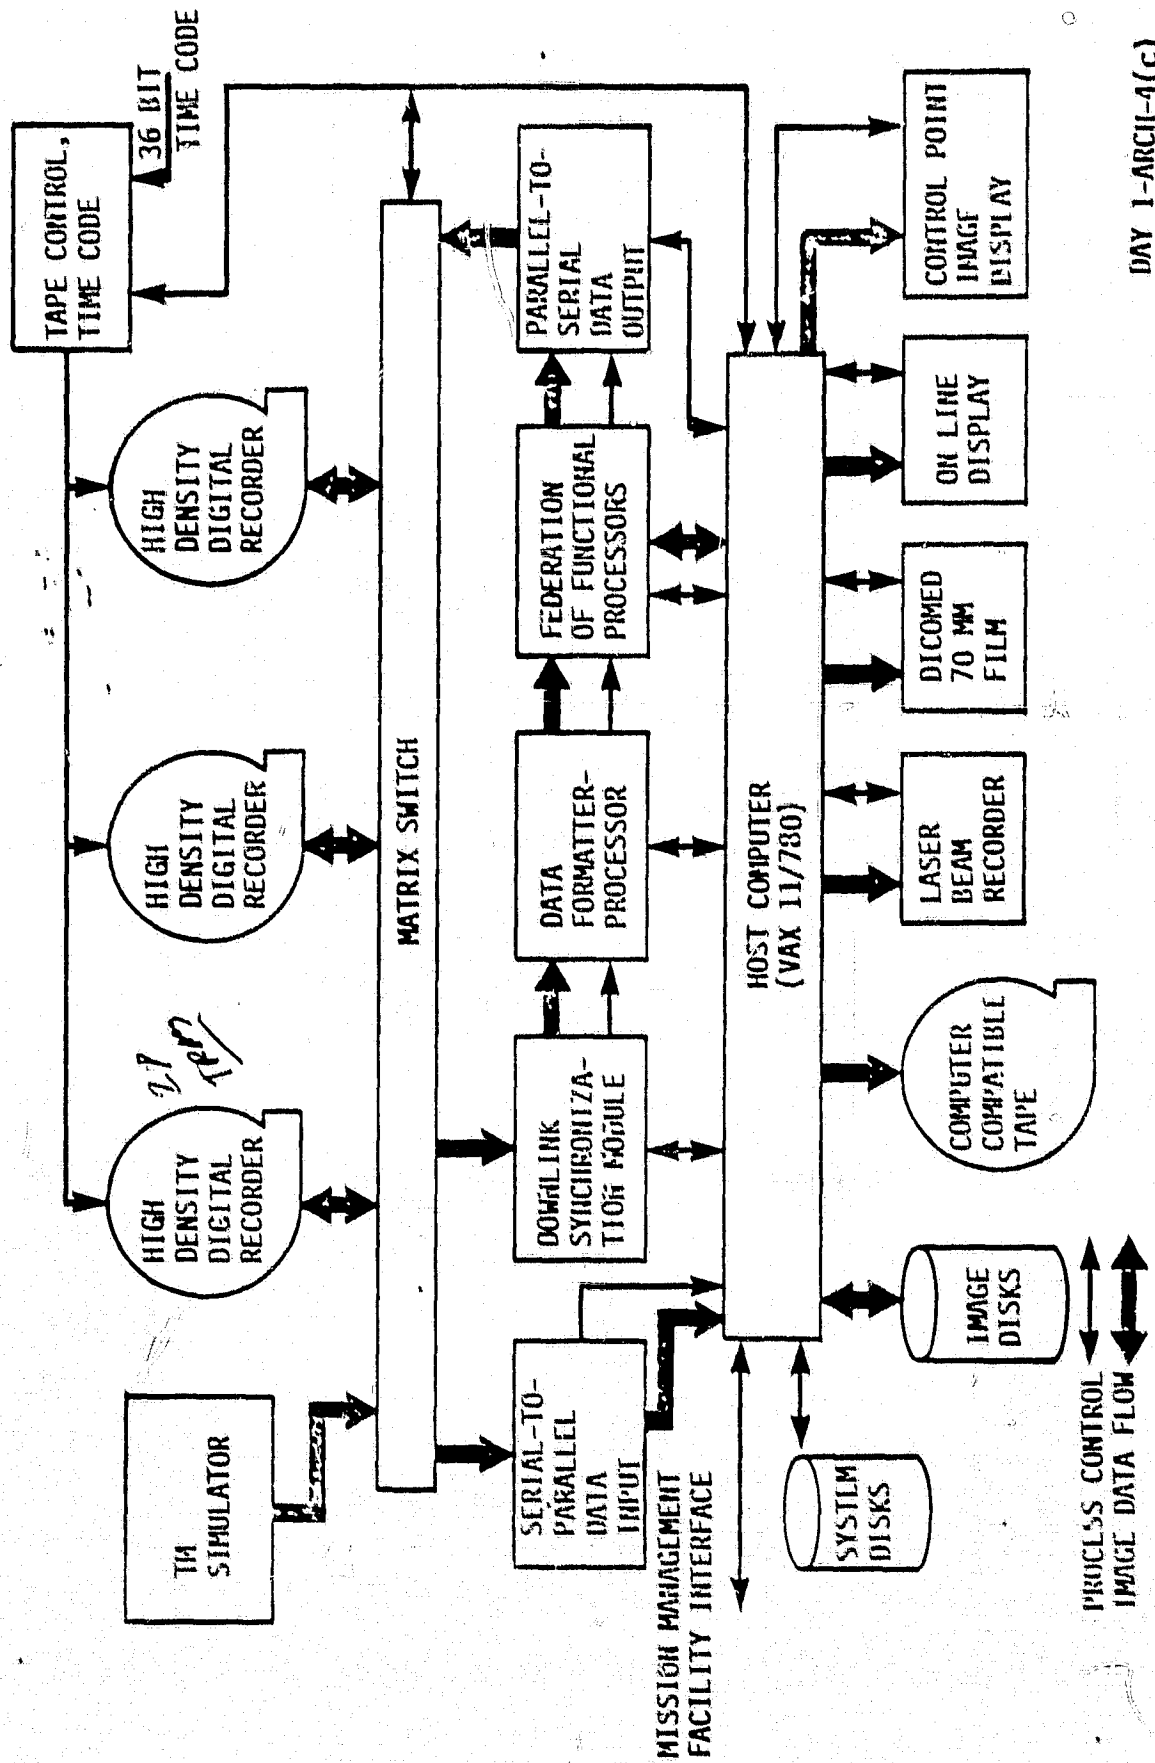 TAPE CONTROL,
TIME CODE
36 BIT
TIME CODE
HIGH
DENSITY
DIGITAL
RECORDER
HIGH
DENSITY
DIGITAL
RECORDER
HIGH
DENSITY
DIGITAL
RECORDER
TM
SIMULATOR
MATRIX SWITCH
SERIAL-TO-
PARALLEL
DATA
INPUT
DOWNLINK
SYNCHRONIZA-
TION MODULE
DATA
FORMATTER-
PROCESSOR
FEDERATION
OF FUNCTIONAL
PROCESSORS
PARALLEL-TO-
SERIAL
DATA
OUTPUT
MISSION MANAGEMENT
FACILITY INTERFACE
HOST COMPUTER
(VAX 11/780)
SYSTEM
DISKS
IMAGE
DISKS
COMPUTER
COMPATIBLE
TAPE
LASER
BEAM
RECORDER
DICOMED
70 MM
FILM
ON LINE
DISPLAY
CONTROL POINT
IMAGE
DISPLAY
PROCESS CONTROL
IMAGE DATA FLOW
DAY 1-ARCH-4(c)